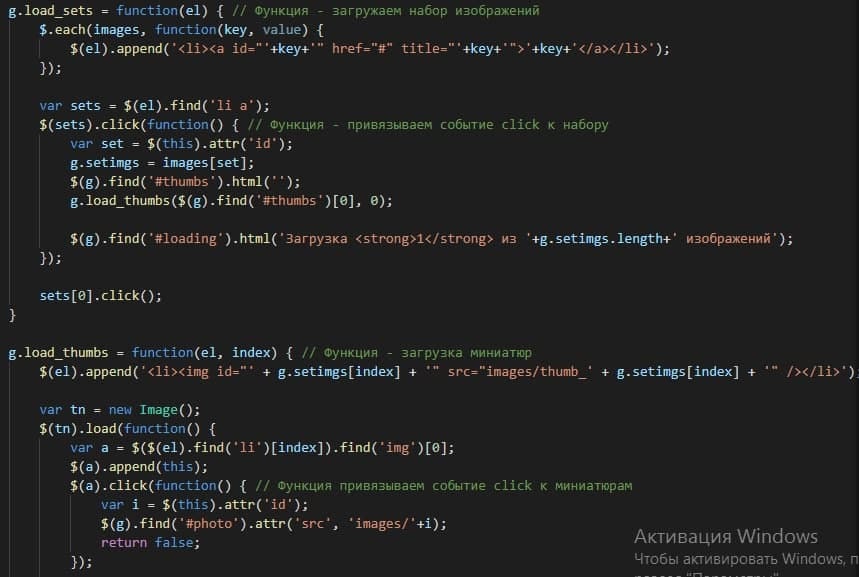 g.load_sets = function(el) { // Функция - загружаем набор изображений
    $.each(images, function(key, value) {
        $(el).append('<li><a id="'+key+'" href="#" title="'+key+'">'+key+'</a></li>');
    });

    var sets = $(el).find('li a');
    $(sets).click(function() { // Функция - привязываем событие click к набору
        var set = $(this).attr('id');
        g.setimgs = images[set];
        $(g).find('#thumbs').html('');
        g.load_thumbs($(g).find('#thumbs')[0], 0);

        $(g).find('#loading').html('Загрузка <strong>1</strong> из '+g.setimgs.length+' изображений');
    });

    sets[0].click();
}

g.load_thumbs = function(el, index) { // Функция - загрузка миниатюр
    $(el).append('<li><img id="' + g.setimgs[index] + '" src="images/thumb_' + g.setimgs[index] + '" /></li>');

    var tn = new Image();
    $(tn).load(function() {
        var a = $($(el).find('li')[index]).find('img')[0];
        $(a).append(this);
        $(a).click(function() { // Функция привязываем событие click к миниатюрам
            var i = $(this).attr('id');
            $(g).find('#photo').attr('src', 'images/'+i);
            return false;
        });
Активация Windows
Чтобы активировать Windows, п